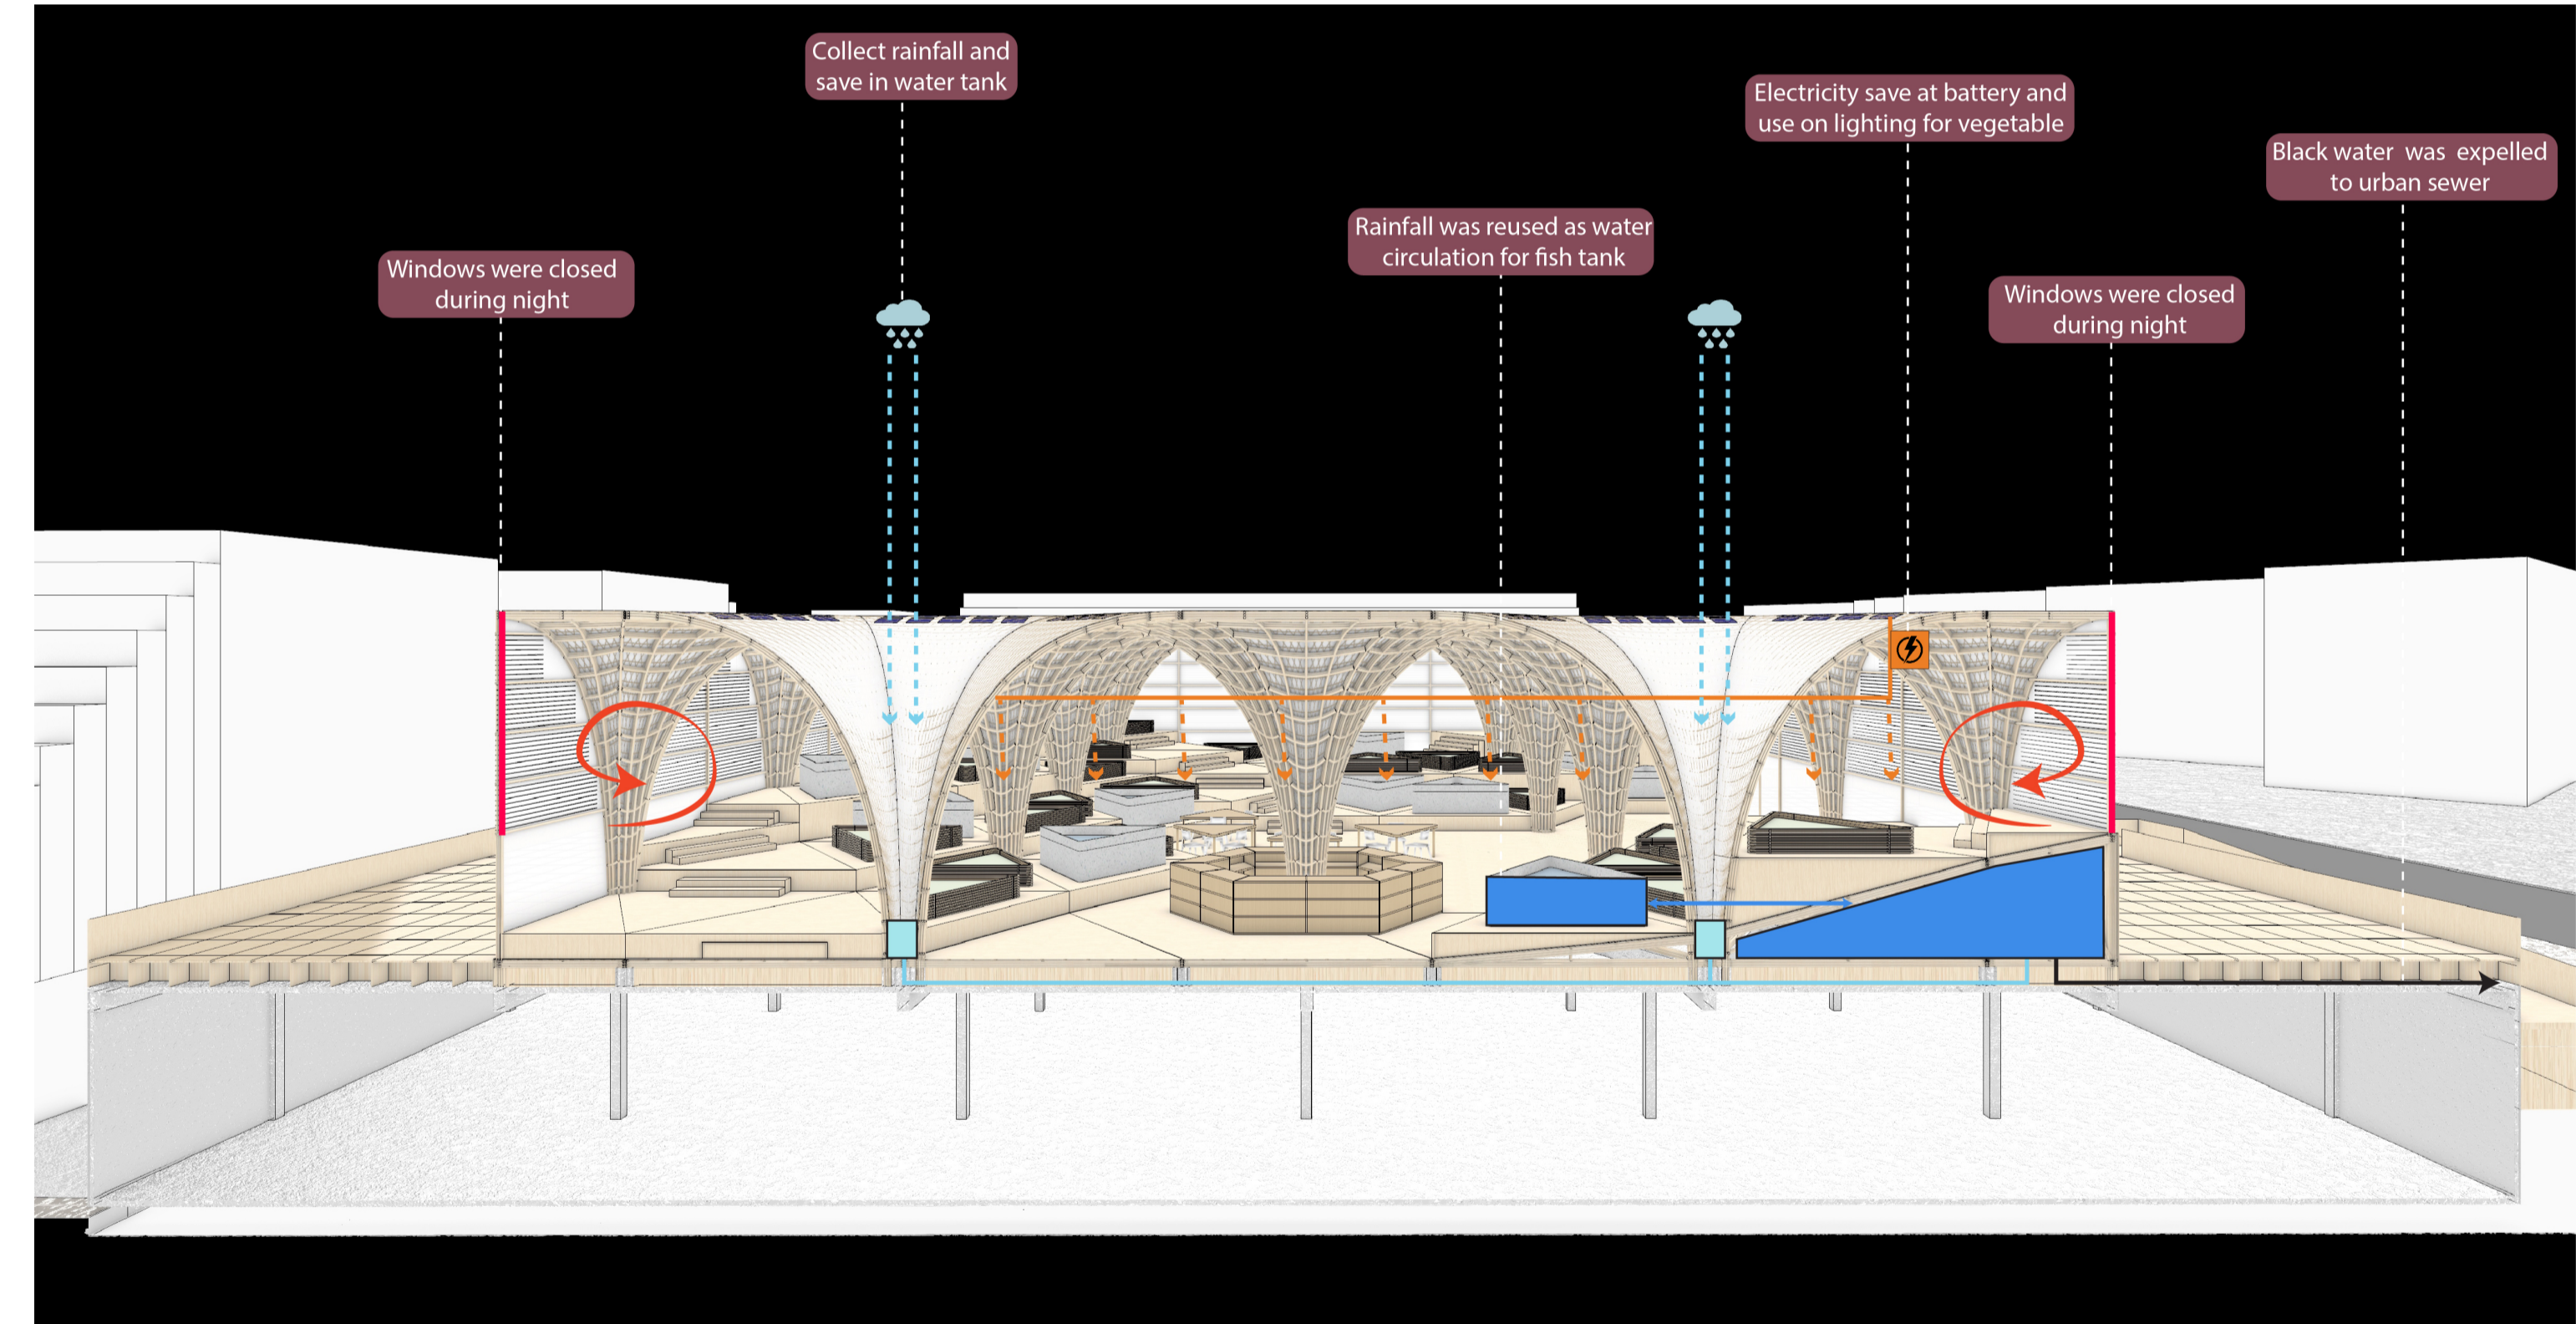 Collect rainfall and
save in water tank
Electricity save at battery and
use on lighting for vegetable
Black water was expelled
to urban sewer
Rainfall was reused as water
circulation for fish tank
Windows were closed
during night
Windows were closed
during night